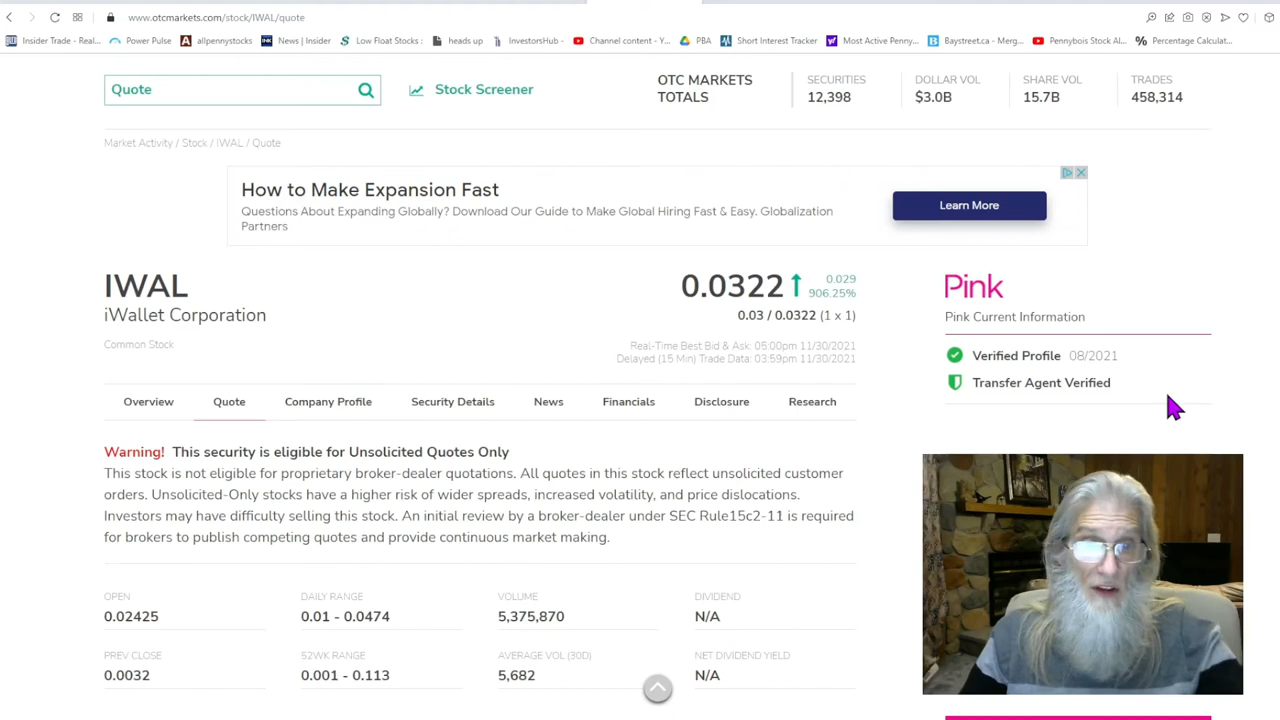 www.otcmarkets.com/stock/IWAL/quote
Insider Trade - Real...
Power Pulse
allpennystocks
News | Insider
Low Float Stocks :
heads up
InvestorsHub -
Channel content - Y...
PBA
Short Interest Tracker
Most Active Penny...
Baystreet.ca - Merg...
Pennybois Stock Al...
Percentage Calculat...
Quote
Stock Screener
OTC MARKETS
TOTALS
SECURITIES
12,398
DOLLAR VOL
$3.0B
SHARE VOL
15.7B
TRADES
458,314
Market Activity / Stock / IWAL / Quote
How to Make Expansion Fast
Questions About Expanding Globally? Download Our Guide to Make Global Hiring Fast & Easy. Globalization
Partners
Learn More
IWAL
iWallet Corporation
Common Stock
0.0322
0.029
906.25%
0.03 / 0.0322 (1 x 1)
Real-Time Best Bid & Ask: 05:00pm 11/30/2021
Delayed (15 Min) Trade Data: 03:59pm 11/30/2021
Pink
Pink Current Information
Verified Profile 08/2021
Transfer Agent Verified
Overview
Quote
Company Profile
Security Details
News
Financials
Disclosure
Research
Warning! This security is eligible for Unsolicited Quotes Only
This stock is not eligible for proprietary broker-dealer quotations. All quotes in this stock reflect unsolicited customer
orders. Unsolicited-Only stocks have a higher risk of wider spreads, increased volatility, and price dislocations.
Investors may have difficulty selling this stock. An initial review by a broker-dealer under SEC Rule15c2-11 is required
for brokers to publish competing quotes and provide continuous market making.
OPEN
0.02425
DAILY RANGE
0.01 - 0.0474
VOLUME
5,375,870
DIVIDEND
N/A
PREV CLOSE
0.0032
52WK RANGE
0.001 - 0.113
AVERAGE VOL (30D)
5,682
NET DIVIDEND YIELD
N/A